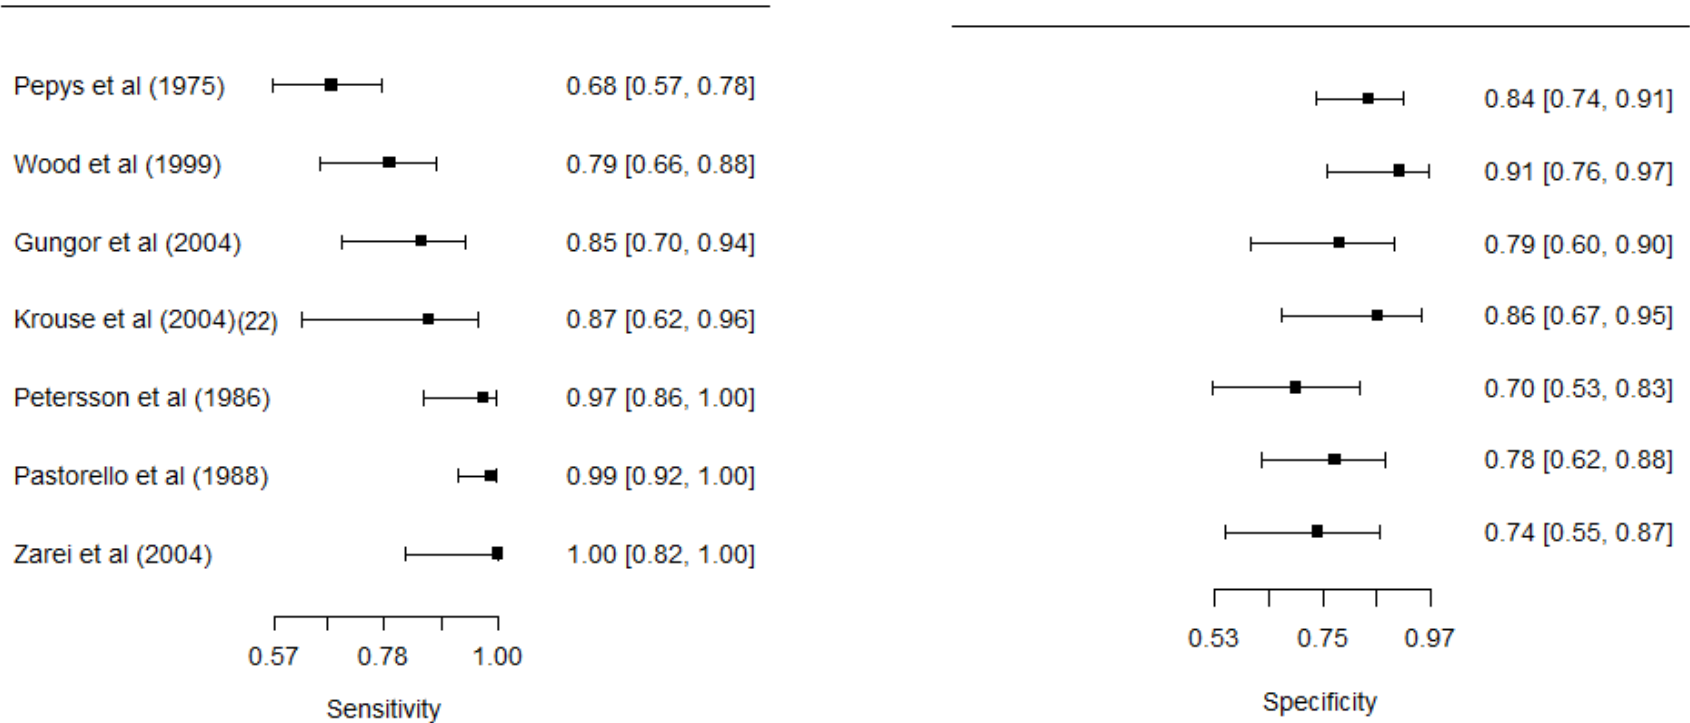 Pepys et al (1975) 0.68 [0.57, 0.78] 0.84 [0.74, 0.91]
Wood et al (1999) 0.79 [0.66, 0.88] 0.91 [0.76, 0.97]
Gungor et al (2004) 0.85 [0.70, 0.94] 0.79 [0.60, 0.90]
Krouse et al (2004)(22) 0.87 [0.62, 0.96] 0.86 [0.67, 0.95]
Petersson et al (1986) 0.97 [0.86, 1.00] 0.70 [0.53, 0.83]
Pastorello et al (1988) 0.99 [0.92, 1.00] 0.78 [0.62, 0.88]
Zarei et al (2004) 1.00 [0.82, 1.00] 0.74 [0.55, 0.87]
0.57 0.78 1.00 0.53 0.75 0.97
Sensitivity Specificity